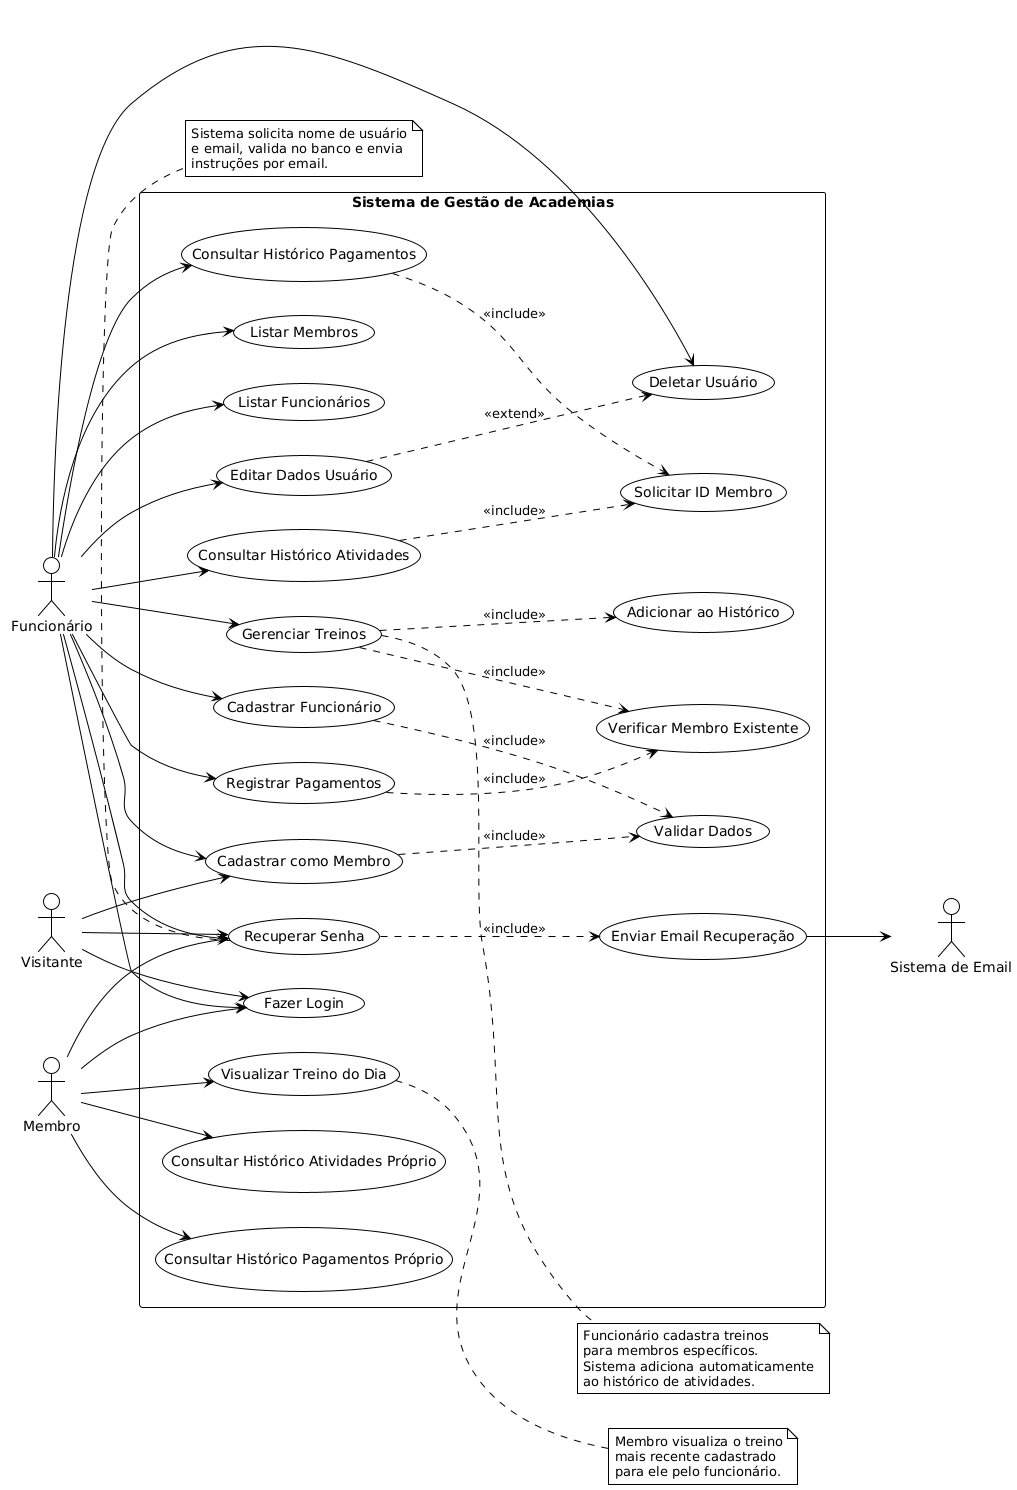 Sistema solicita nome de usuário
e email, valida no banco e envia
instruções por email.
Sistema de Gestão de Academias
Consultar Histórico Pagamentos
«include»
Listar Membros
Deletar Usuário
Listar Funcionários
«extend»
Editar Dados Usuário
Solicitar ID Membro
«include»
Consultar Histórico Atividades
Funcionário
Adicionar ao Histórico
«include»
Gerenciar Treinos
«include»
Cadastrar Funcionário
Verificar Membro Existente
«include»
«include»
Registrar Pagamentos
Validar Dados
«include»
Cadastrar como Membro
Visitante
Recuperar Senha
«include»
Enviar Email Recuperação
Sistema de Email
Fazer Login
Visualizar Treino do Dia
Membro
Consultar Histórico Atividades Próprio
Consultar Histórico Pagamentos Próprio
Funcionário cadastra treinos
para membros específicos.
Sistema adiciona automaticamente
ao histórico de atividades.
Membro visualiza o treino
mais recente cadastrado
para ele pelo funcionário.